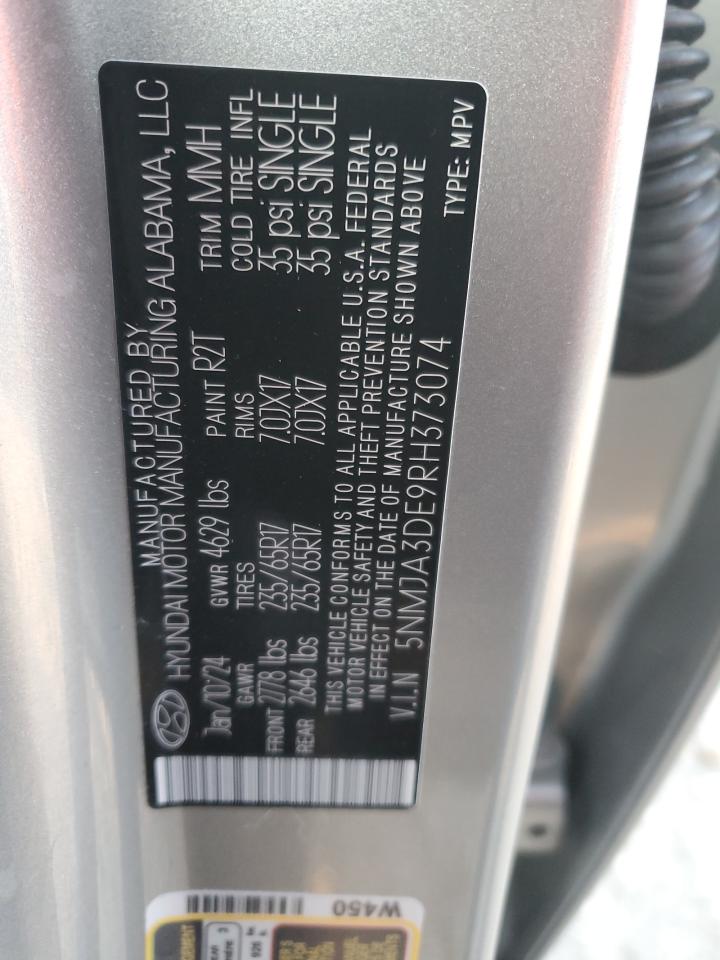 MANUFACTURED BY
HYUNDAI MOTOR MANUFACTURING ALABAMA, LLC
Jan/10/24 GVWR 4629 lbs PAINT R2T TRIM MMH
GAWR TIRES RIMS COLD TIRE INFL
FRONT 2778 lbs 235/65R17 7.0JX17 35 psi SINGLE
REAR 2646 lbs 235/65R17 7.0JX17 35 psi SINGLE
THIS VEHICLE CONFORMS TO ALL APPLICABLE U.S.A. FEDERAL
MOTOR VEHICLE SAFETY AND THEFT PREVENTION STANDARDS
IN EFFECT ON THE DATE OF MANUFACTURE SHOWN ABOVE
V.I.N 5NMJA3DE9RH373074 TYPE: MPV
W450